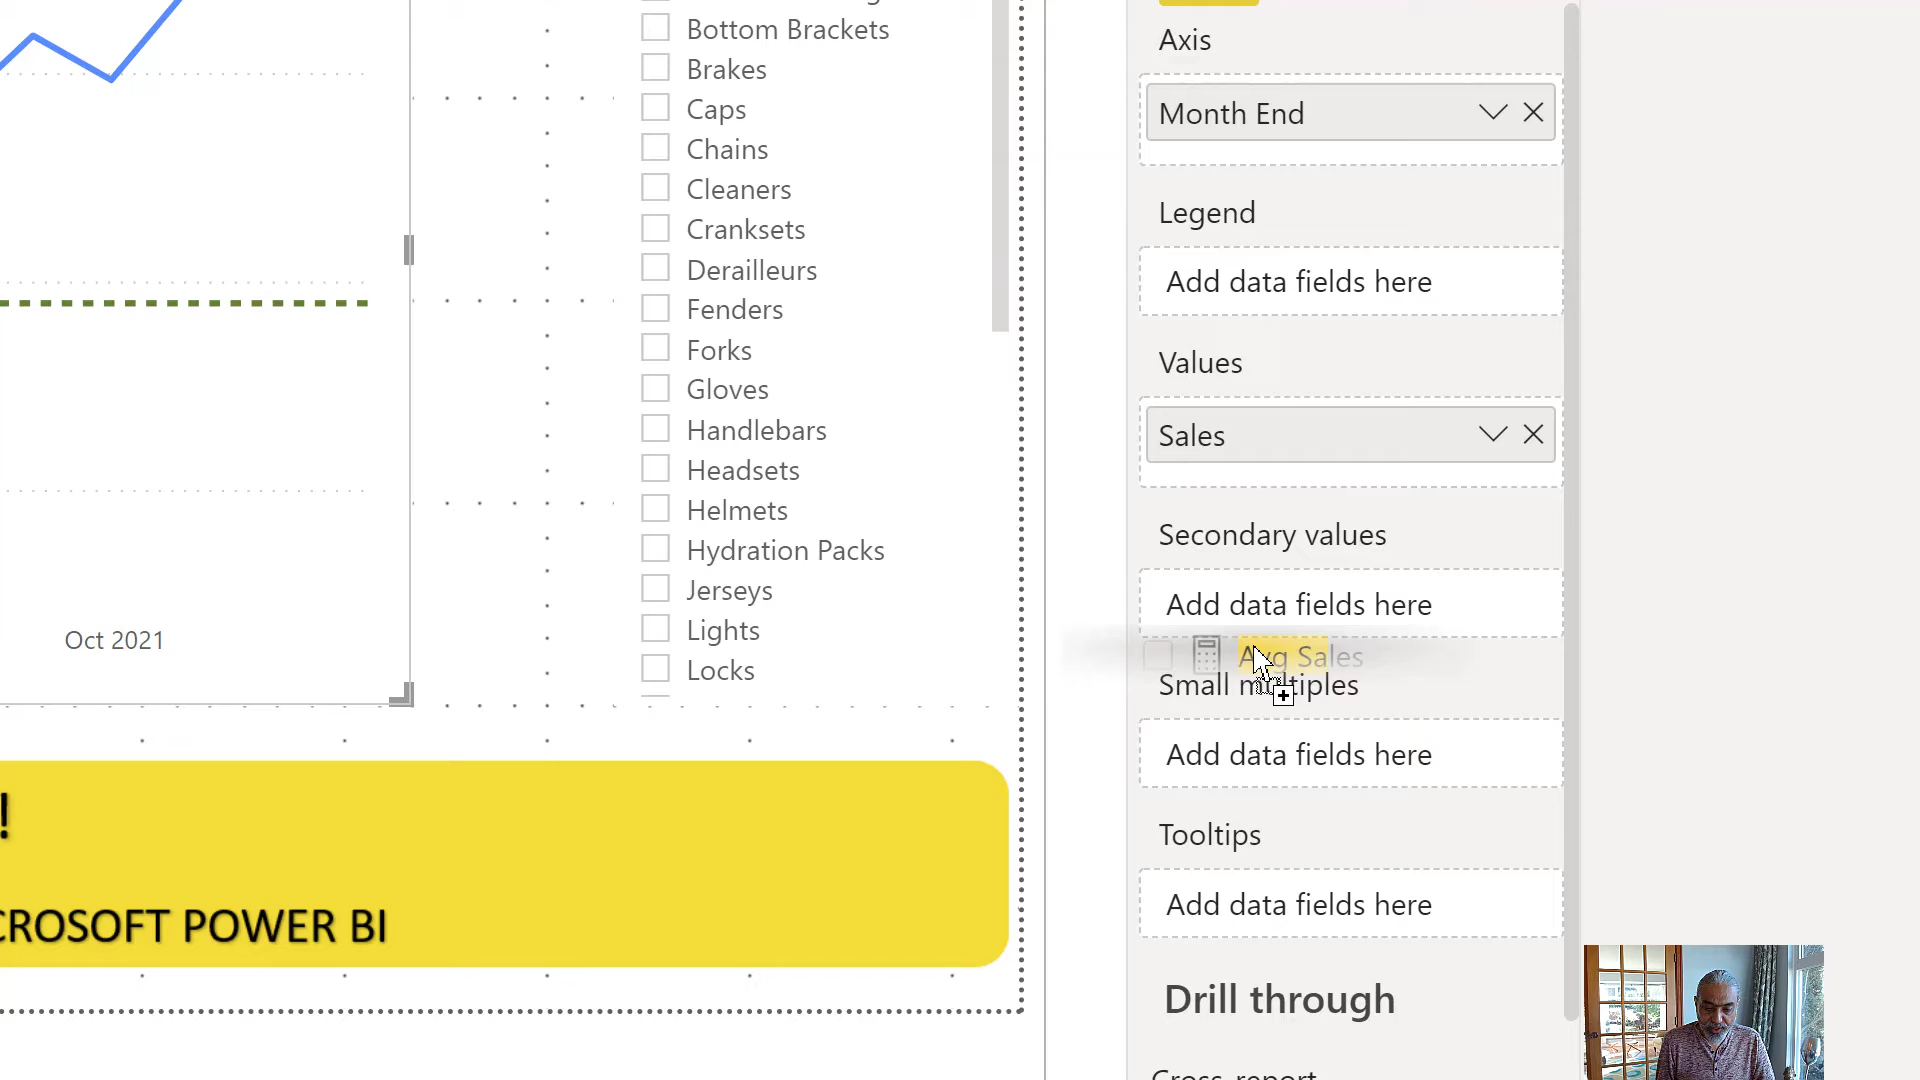 Bottom Brackets
Brakes
Caps
Chains
Cleaners
Cranksets
Derailleurs
Fenders
Forks
Gloves
Handlebars
Headsets
Helmets
Hydration Packs
Jerseys
Lights
Locks
Oct 2021
!
CROSOFT POWER BI
Axis
Month End
Legend
Add data fields here
Values
Sales
Secondary values
Add data fields here
Avg Sales
Small multiples
Add data fields here
Tooltips
Add data fields here
Drill through
Cross-report